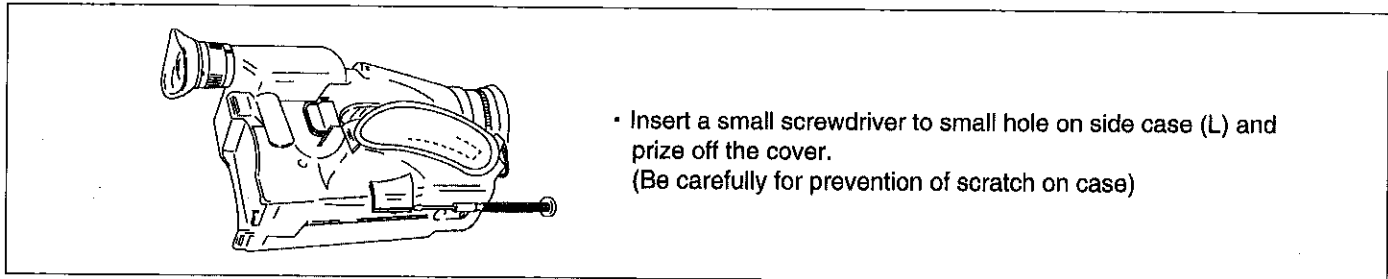 · Insert a small screwdriver to small hole on side case (L) and
prize off the cover.
(Be carefully for prevention of scratch on case)